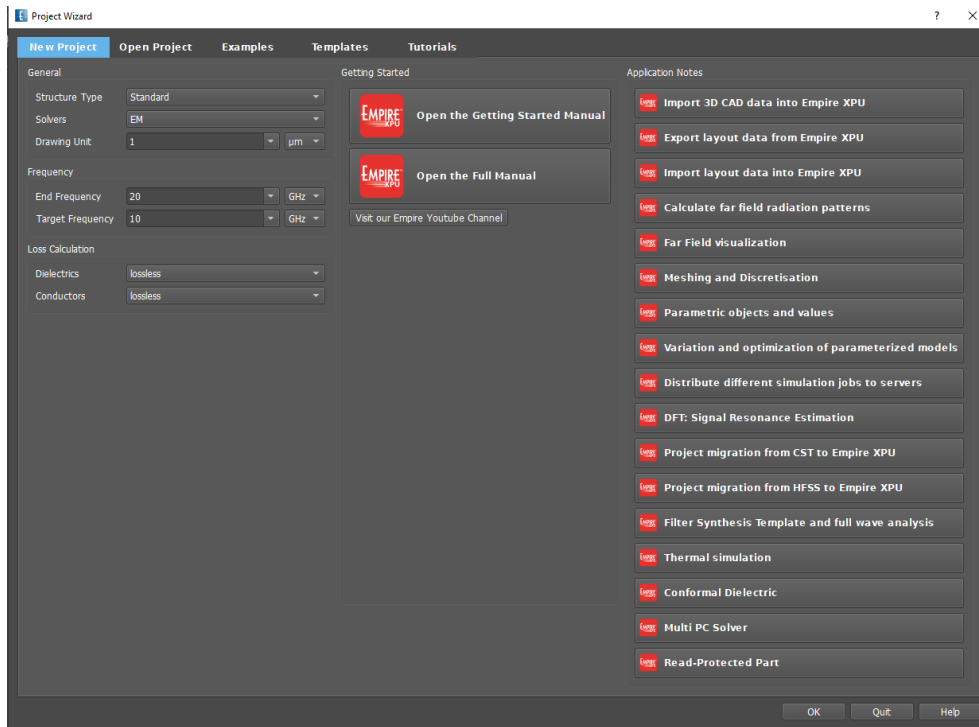 Project Wizard
?
New Project Open Project Examples Templates Tutorials
General
Structure Type Standard
Solvers EM
Drawing Unit 1 µm
Frequency
End Frequency 20 GHz
Target Frequency 10 GHz
Loss Calculation
Dielectrics lossless
Conductors lossless
Getting Started
EMPIRE XPU Open the Getting Started Manual
EMPIRE XPU Open the Full Manual
Visit our Empire Youtube Channel
Application Notes
Import 3D CAD data into Empire XPU
Export layout data from Empire XPU
Import layout data into Empire XPU
Calculate far field radiation patterns
Far Field visualization
Meshing and Discretisation
Parametric objects and values
Variation and optimization of parameterized models
Distribute different simulation jobs to servers
DFT: Signal Resonance Estimation
Project migration from CST to Empire XPU
Project migration from HFSS to Empire XPU
Filter Synthesis Template and full wave analysis
Thermal simulation
Conformal Dielectric
Multi PC Solver
Read-Protected Part
OK Quit Help